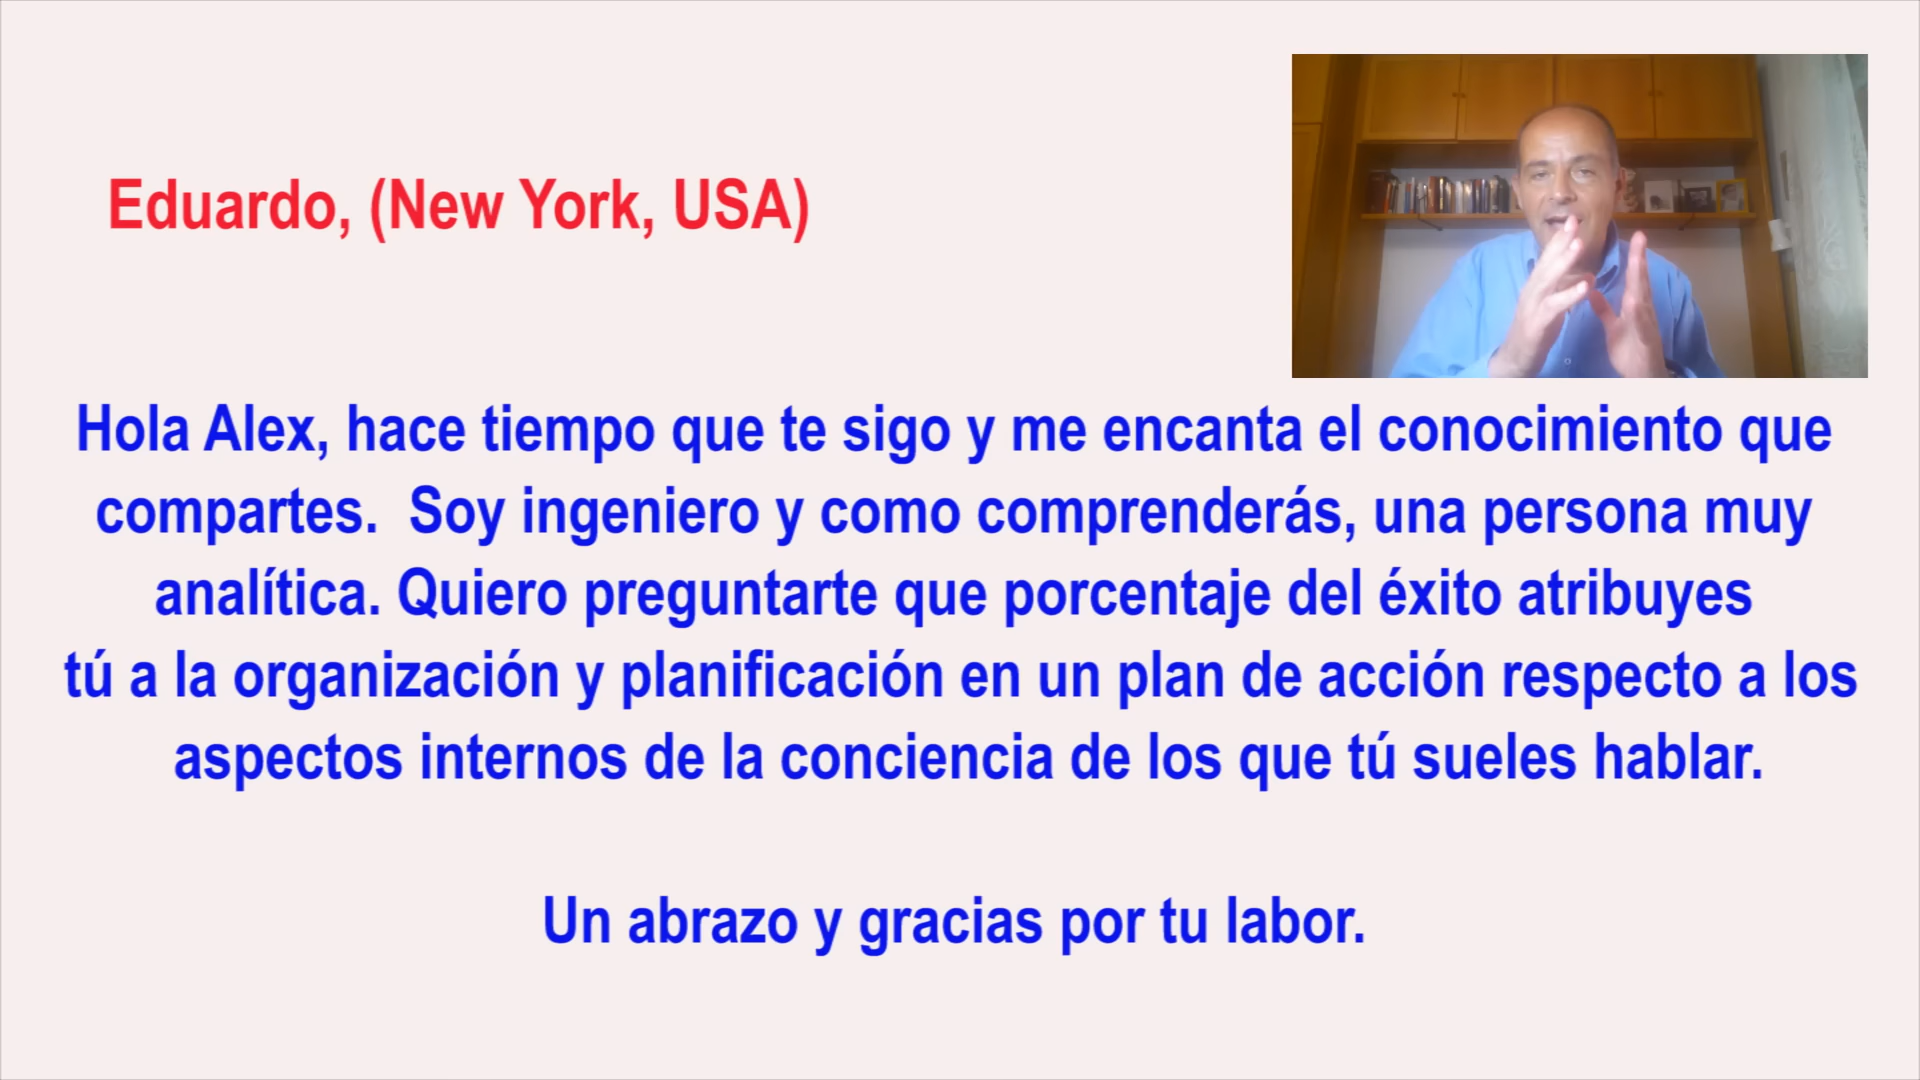 Eduardo, (New York, USA)
Hola Alex, hace tiempo que te sigo y me encanta el conocimiento que
compartes.  Soy ingeniero y como comprenderás, una persona muy
analítica. Quiero preguntarte que porcentaje del éxito atribuyes
tú a la organización y planificación en un plan de acción respecto a los
aspectos internos de la conciencia de los que tú sueles hablar.
Un abrazo y gracias por tu labor.